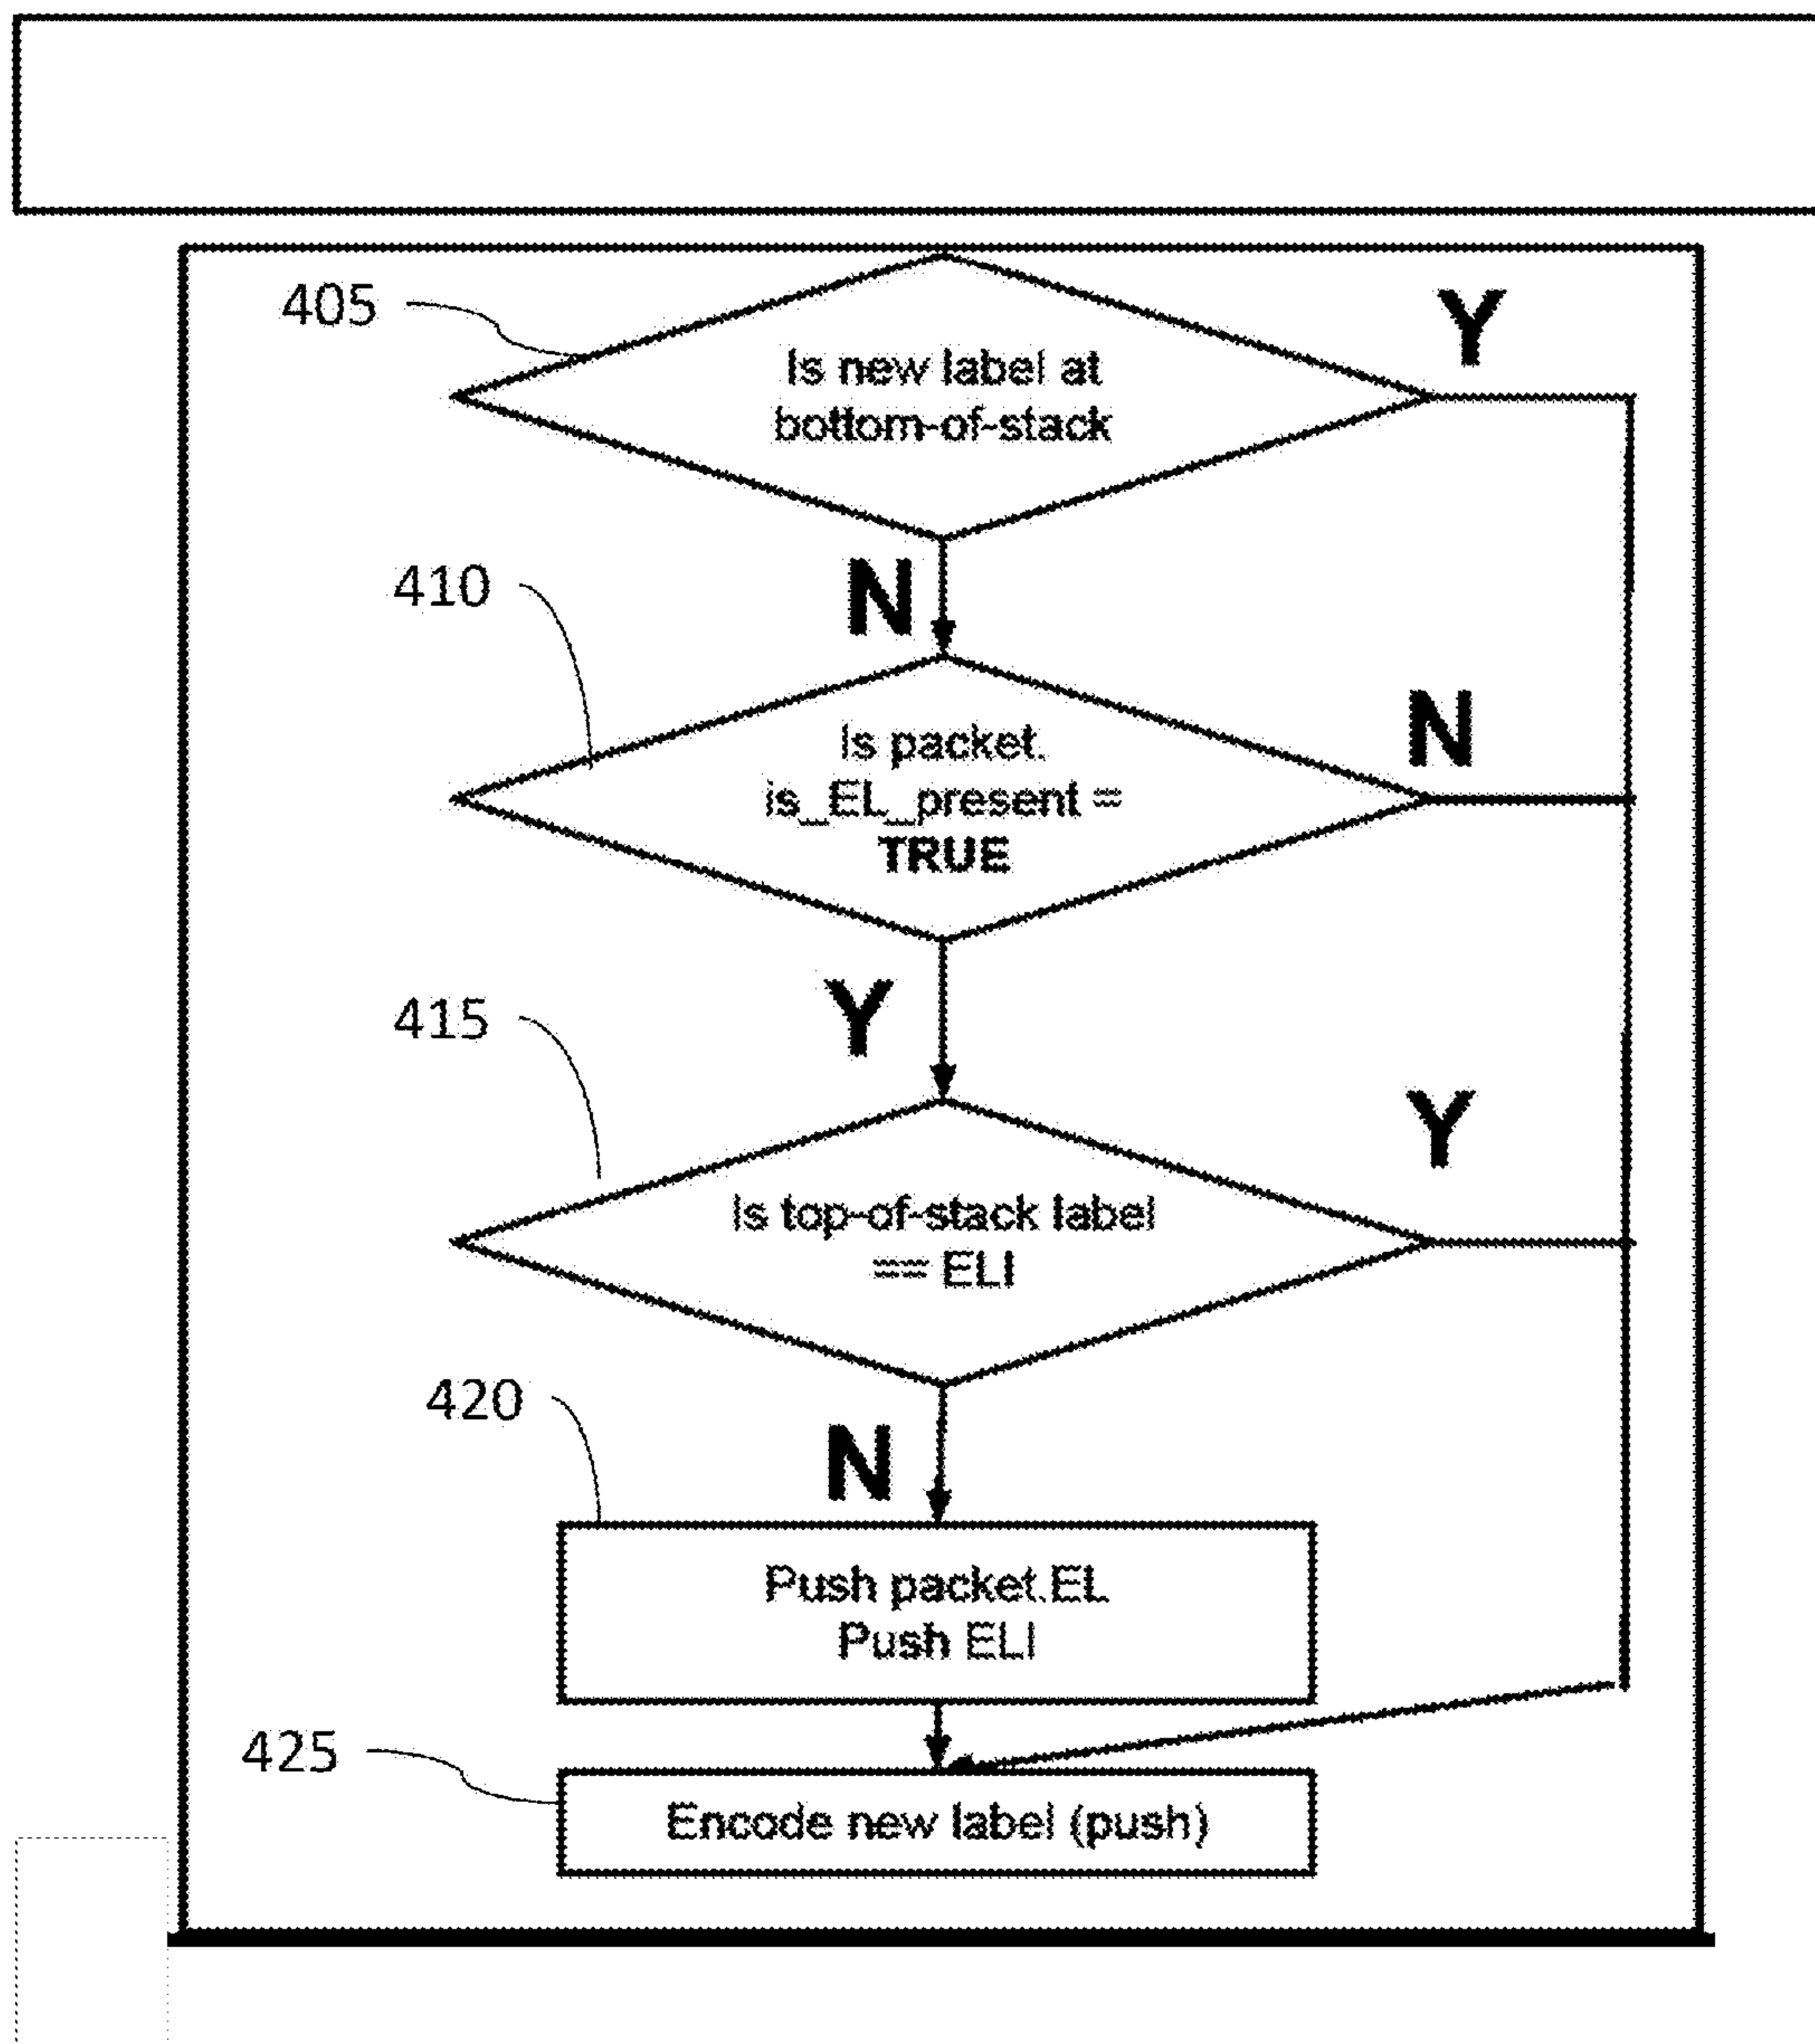 405
Y
Is new label at
bottom-of-stack
410
N
N
Is packet.
is_EL_present =
TRUE
415
Y
Y
Is top-of-stack label
== ELI
420
N
Push packet.EL
Push ELI
425
Encode new label (push)